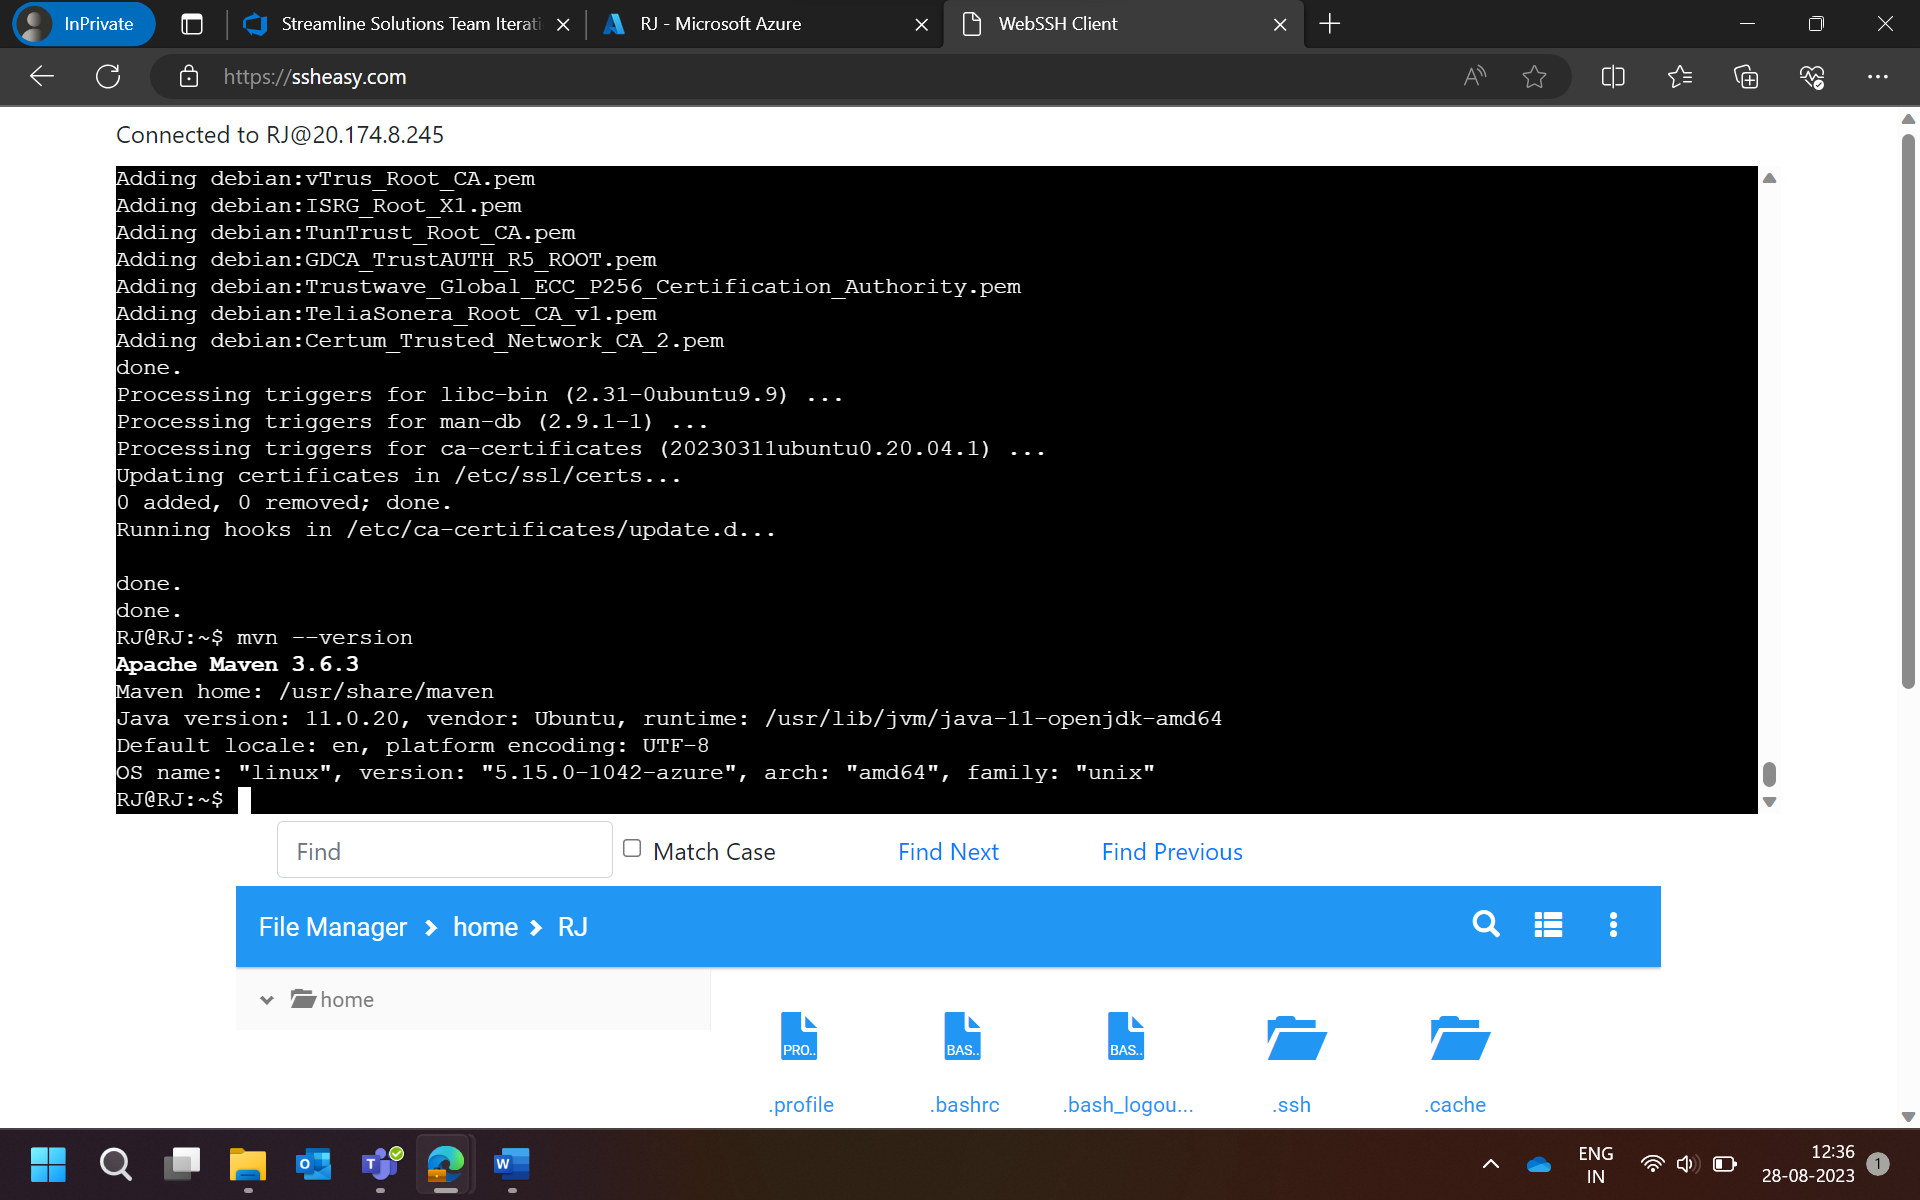 InPrivate
Streamline Solutions Team Iterati
RJ - Microsoft Azure
WebSSH Client
https://ssheasy.com
Connected to RJ@20.174.8.245
Adding debian:vTrus_Root_CA.pem
Adding debian:ISRG_Root_X1.pem
Adding debian:TunTrust_Root_CA.pem
Adding debian:GDCA_TrustAUTH_R5_ROOT.pem
Adding debian:Trustwave_Global_ECC_P256_Certification_Authority.pem
Adding debian:TeliaSonera_Root_CA_v1.pem
Adding debian:Certum_Trusted_Network_CA_2.pem
done.
Processing triggers for libc-bin (2.31-0ubuntu9.9) ...
Processing triggers for man-db (2.9.1-1) ...
Processing triggers for ca-certificates (20230311ubuntu0.20.04.1) ...
Updating certificates in /etc/ssl/certs...
0 added, 0 removed; done.
Running hooks in /etc/ca-certificates/update.d...
done.
done.
RJ@RJ:~$ mvn --version
Apache Maven 3.6.3
Maven home: /usr/share/maven
Java version: 11.0.20, vendor: Ubuntu, runtime: /usr/lib/jvm/java-11-openjdk-amd64
Default locale: en, platform encoding: UTF-8
OS name: "linux", version: "5.15.0-1042-azure", arch: "amd64", family: "unix"
RJ@RJ:~$
Find
Match Case
Find Next
Find Previous
File Manager
home
RJ
home
PRO..
BAS..
BAS..
.profile
.bashrc
.bash_logou...
.ssh
.cache
ENG
IN
12:36
28-08-2023
1